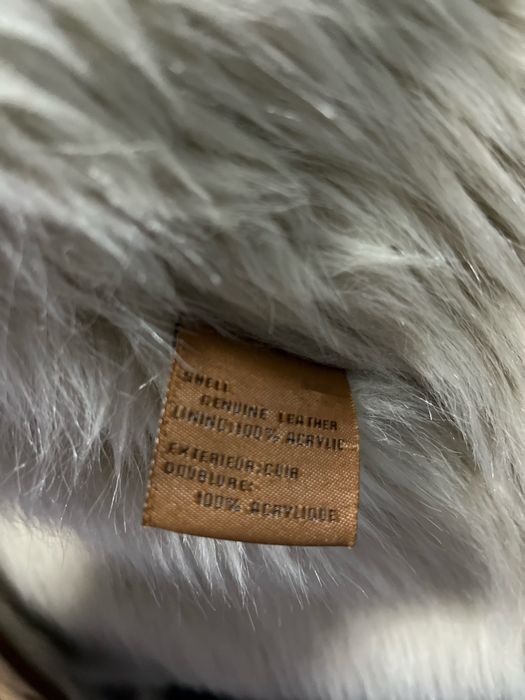 SHELL
GENUINE LEATHER
LINING:100% ACRYLIC
EXTERIEUR:CUIR
DOUBLURE:
100% ACRYLIQUE